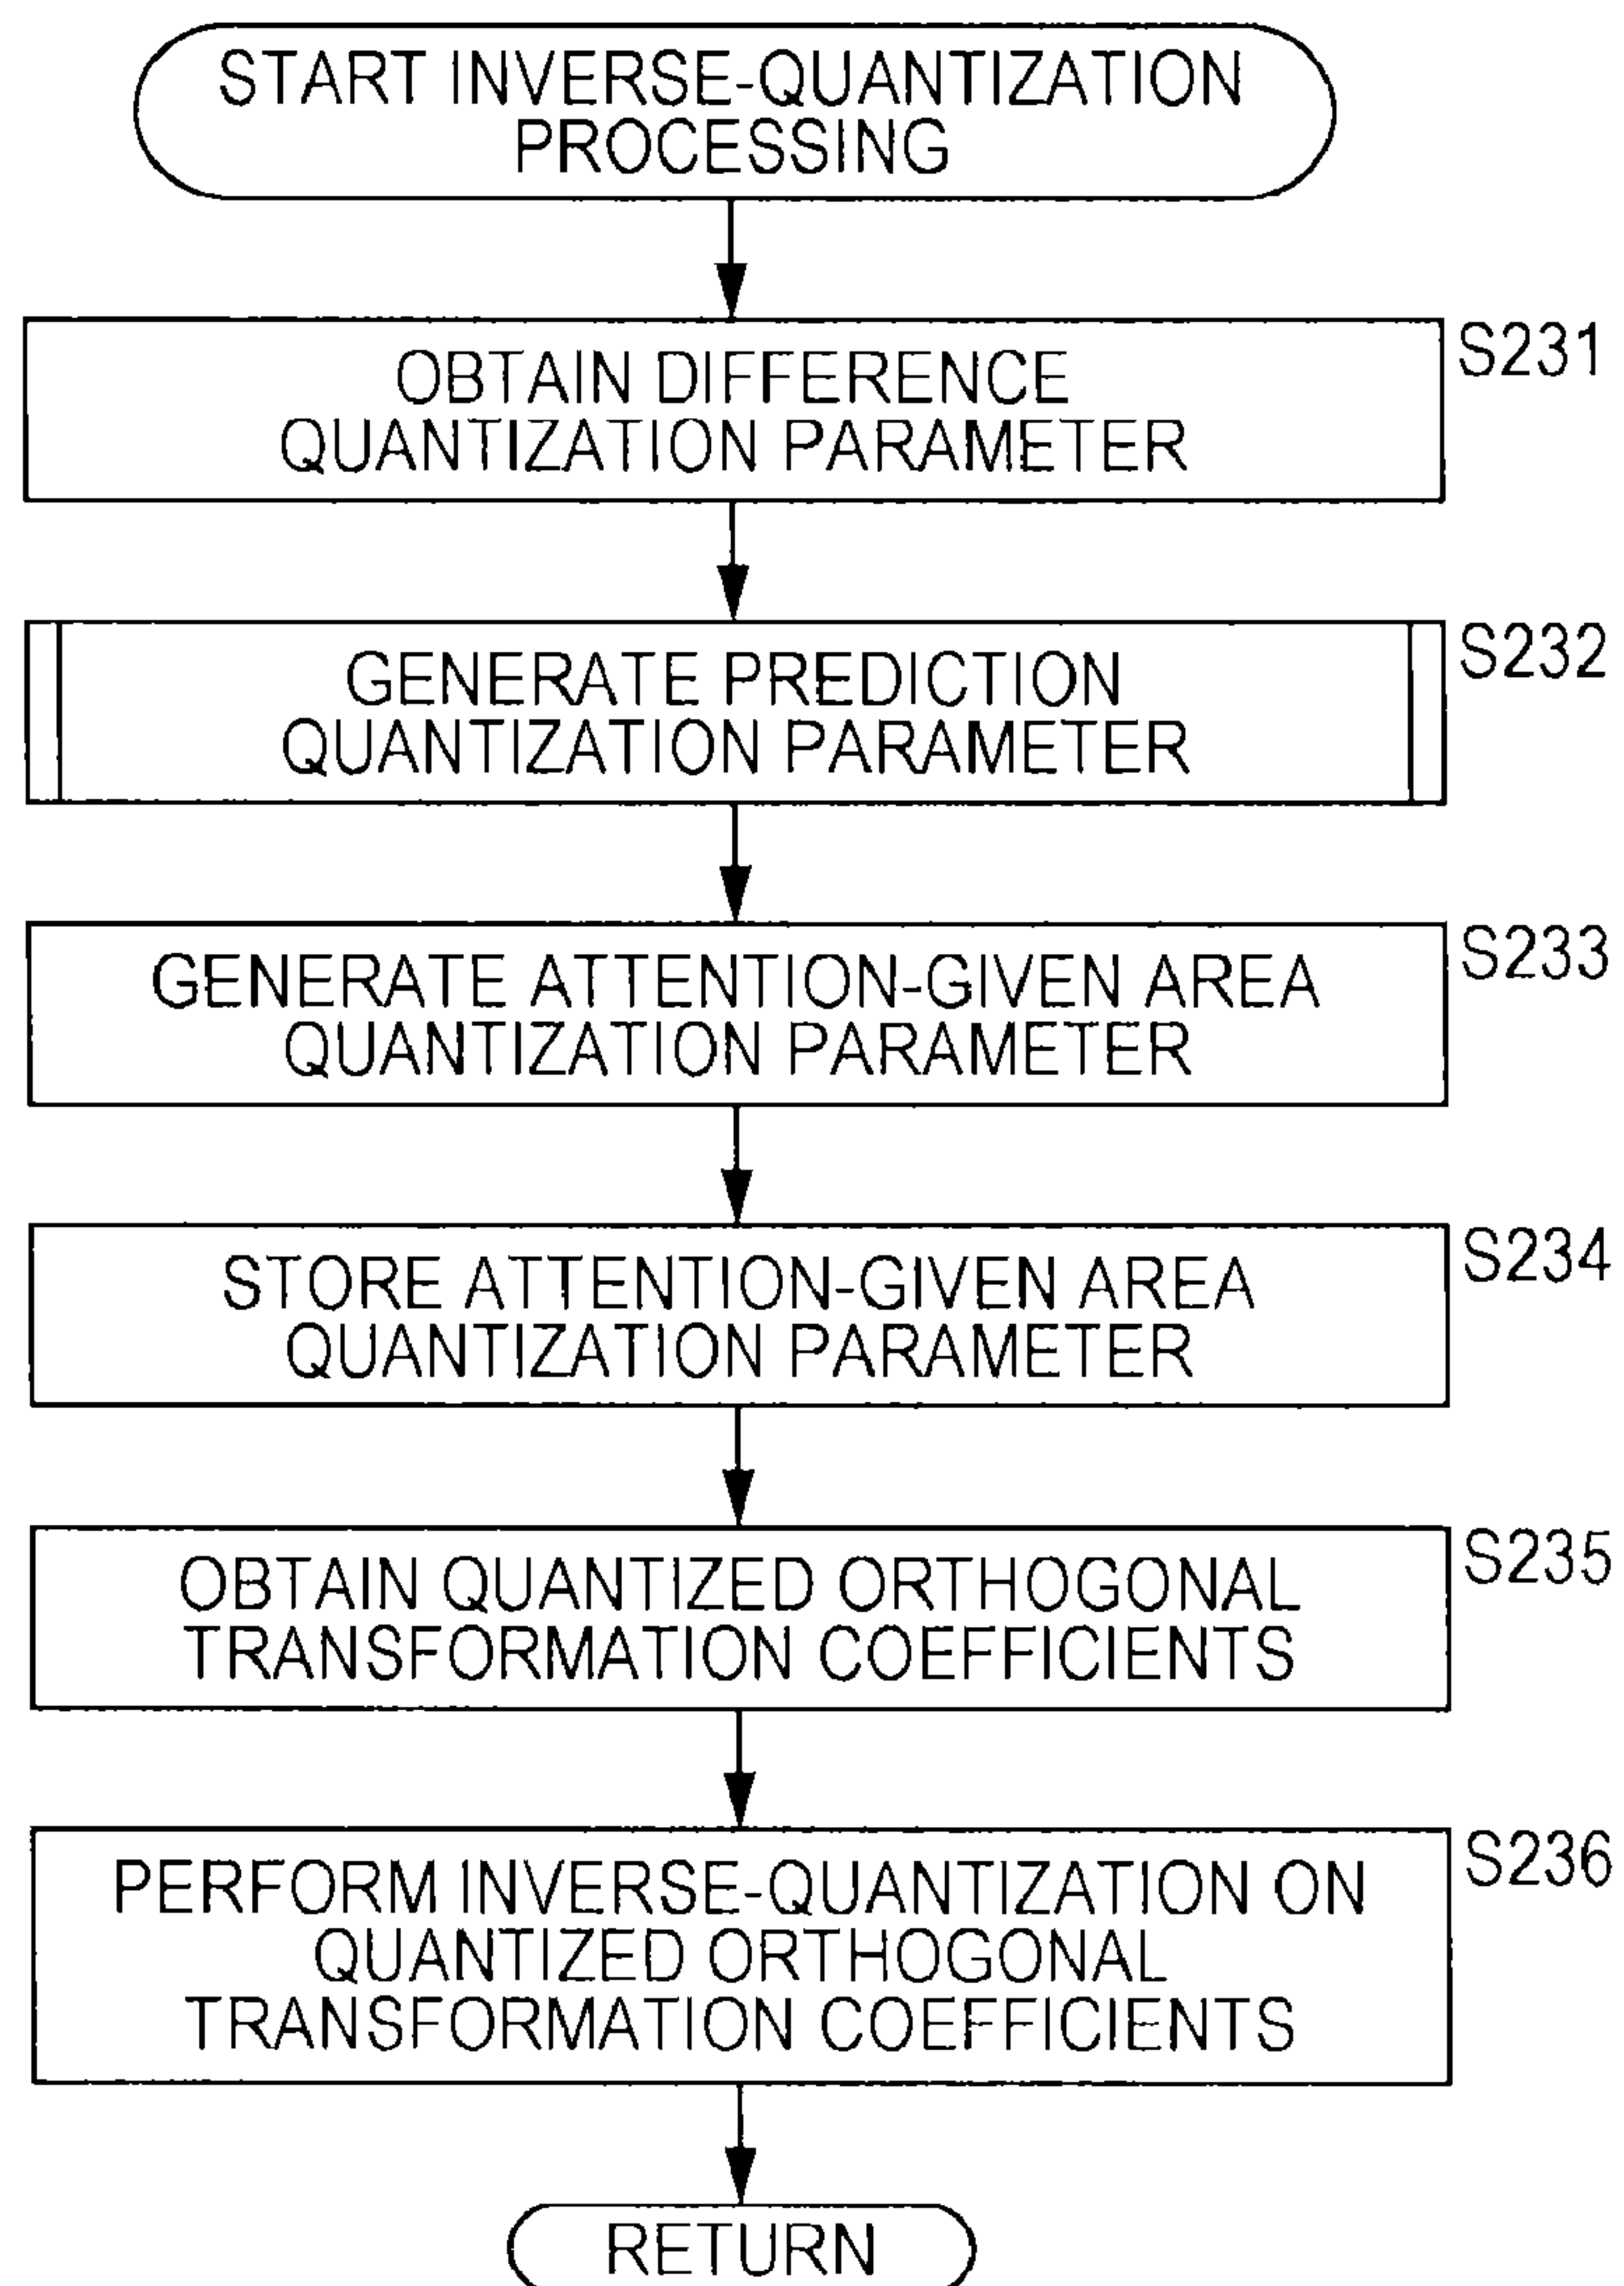 START INVERSE-QUANTIZATION
PROCESSING
OBTAIN DIFFERENCE
QUANTIZATION PARAMETER
S231
GENERATE PREDICTION
QUANTIZATION PARAMETER
S232
GENERATE ATTENTION-GIVEN AREA
QUANTIZATION PARAMETER
S233
STORE ATTENTION-GIVEN AREA
QUANTIZATION PARAMETER
S234
OBTAIN QUANTIZED ORTHOGONAL
TRANSFORMATION COEFFICIENTS
S235
PERFORM INVERSE-QUANTIZATION ON
QUANTIZED ORTHOGONAL
TRANSFORMATION COEFFICIENTS
S236
RETURN